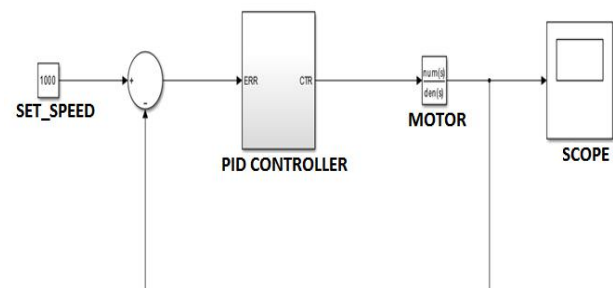 1000
+
-
SET_SPEED
ERR
CTR
PID CONTROLLER
num(s)
den(s)
MOTOR
SCOPE